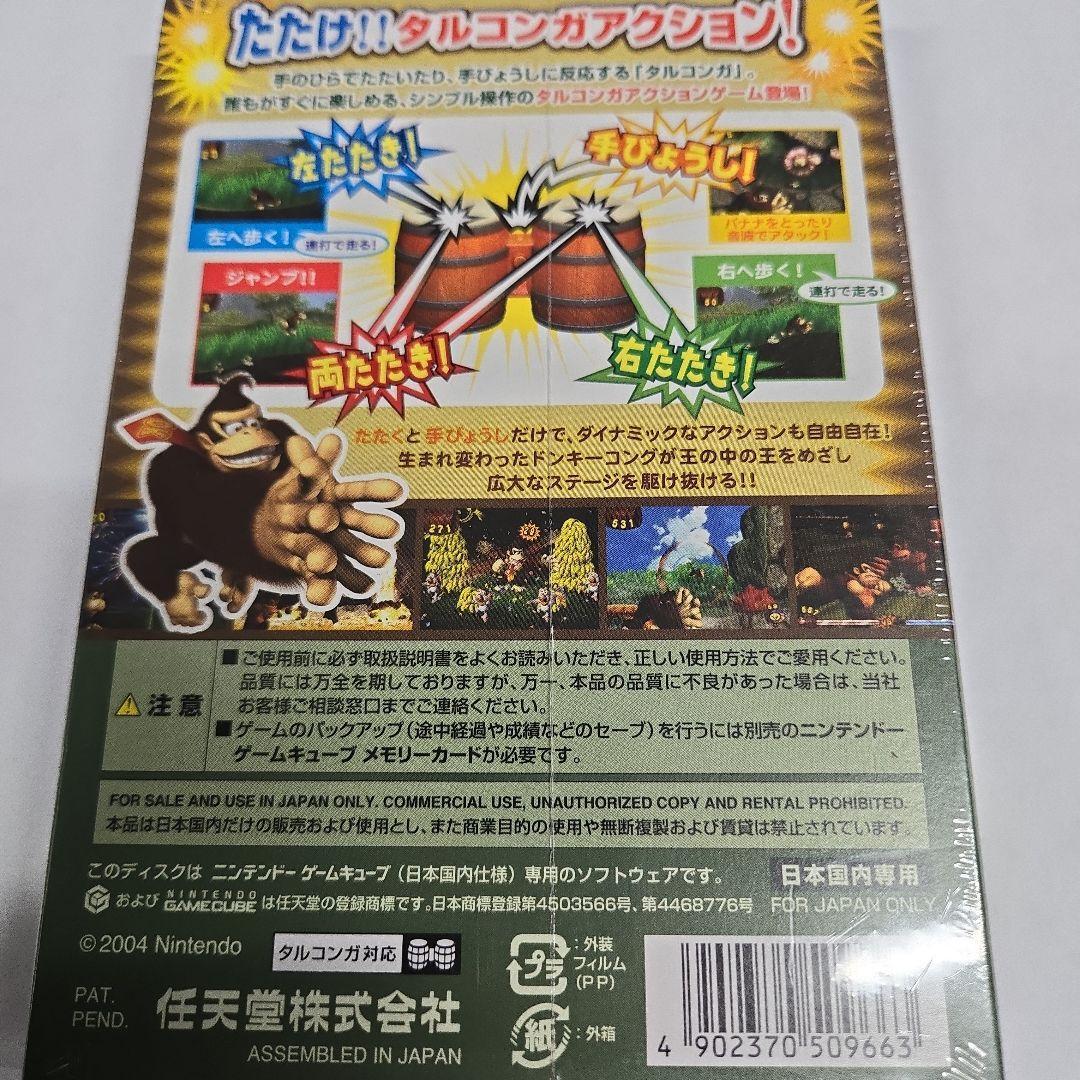 たたけ!!タルコンガアクション!
手のひらでたたいたり、手びょうしに反応する「タルコンガ」。
誰もがすぐに楽しめる、シンプル操作のタルコンガアクションゲーム登場!
左たたき!
手びょうし!
左へ歩く!
連打で走る!
バナナをとったり
音波でアタック!
ジャンプ!!
右へ歩く!
連打で走る!
両たたき!
右たたき!
たたくと手びょうしだけで、ダイナミックなアクションも自由自在!
生まれ変わったドンキーコングが王の中の王をめざし
広大なステージを駆け抜ける!!
271
531
注意
■ご使用前に必ず取扱説明書をよくお読みいただき、正しい使用方法でご愛用ください。
品質には万全を期しておりますが、万一、本品の品質に不良があった場合は、当社
お客様ご相談窓口までご連絡ください。
■ゲームのバックアップ(途中経過や成績などのセーブ)を行うには別売のニンテンドー
ゲームキューブ メモリーカードが必要です。
FOR SALE AND USE IN JAPAN ONLY. COMMERCIAL USE, UNAUTHORIZED COPY AND RENTAL PROHIBITED.
本品は日本国内だけの販売および使用とし、また商業目的の使用や無断複製および賃貸は禁止されています。
このディスクは ニンテンドー ゲームキューブ(日本国内仕様)専用のソフトウェアです。
日本国内専用
および NINTENDO GAMECUBE は任天堂の登録商標です。日本商標登録第4503566号、第4468776号
FOR JAPAN ONLY
© 2004 Nintendo
タルコンガ対応
プラ
:外装
フィルム
(PP)
PAT.
PEND.
任天堂株式会社
紙
:外箱
ASSEMBLED IN JAPAN
4 902370 509663